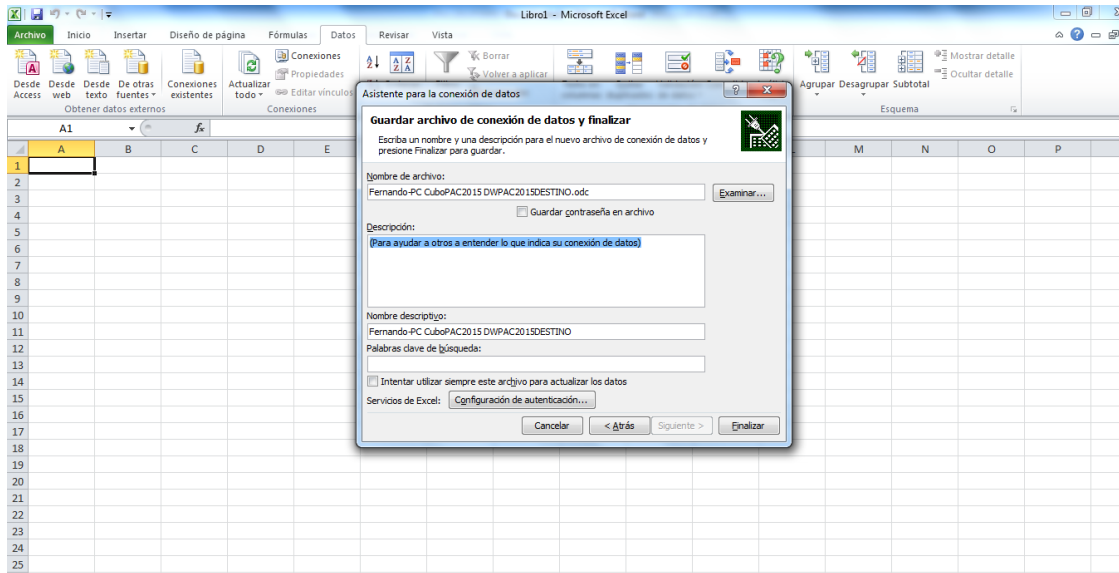 Libro1 - Microsoft Excel
Archivo Inicio Insertar Diseño de página Fórmulas Datos Revisar Vista
Desde Access
Desde web
Desde texto
De otras fuentes
Conexiones existentes
Obtener datos externos
Actualizar todo
Conexiones
Propiedades
Editar vínculos
Conexiones
Borrar
Volver a aplicar
Agrupar Desagrupar Subtotal
Mostrar detalle
Ocultar detalle
Esquema
A1 fx
A B C D E L M N O P
1
2
3
4
5
6
7
8
9
10
11
12
13
14
15
16
17
18
19
20
21
22
23
24
25
Asistente para la conexión de datos
Guardar archivo de conexión de datos y finalizar
Escriba un nombre y una descripción para el nuevo archivo de conexión de datos y
presione Finalizar para guardar.
Nombre de archivo:
Fernando-PC CuboPAC2015 DWPAC2015DESTINO.odc Examinar...
Guardar contraseña en archivo
Descripción:
(Para ayudar a otros a entender lo que indica su conexión de datos)
Nombre descriptivo:
Fernando-PC CuboPAC2015 DWPAC2015DESTINO
Palabras clave de búsqueda:
Intentar utilizar siempre este archivo para actualizar los datos
Servicios de Excel: Configuración de autenticación...
Cancelar < Atrás Siguiente > Finalizar